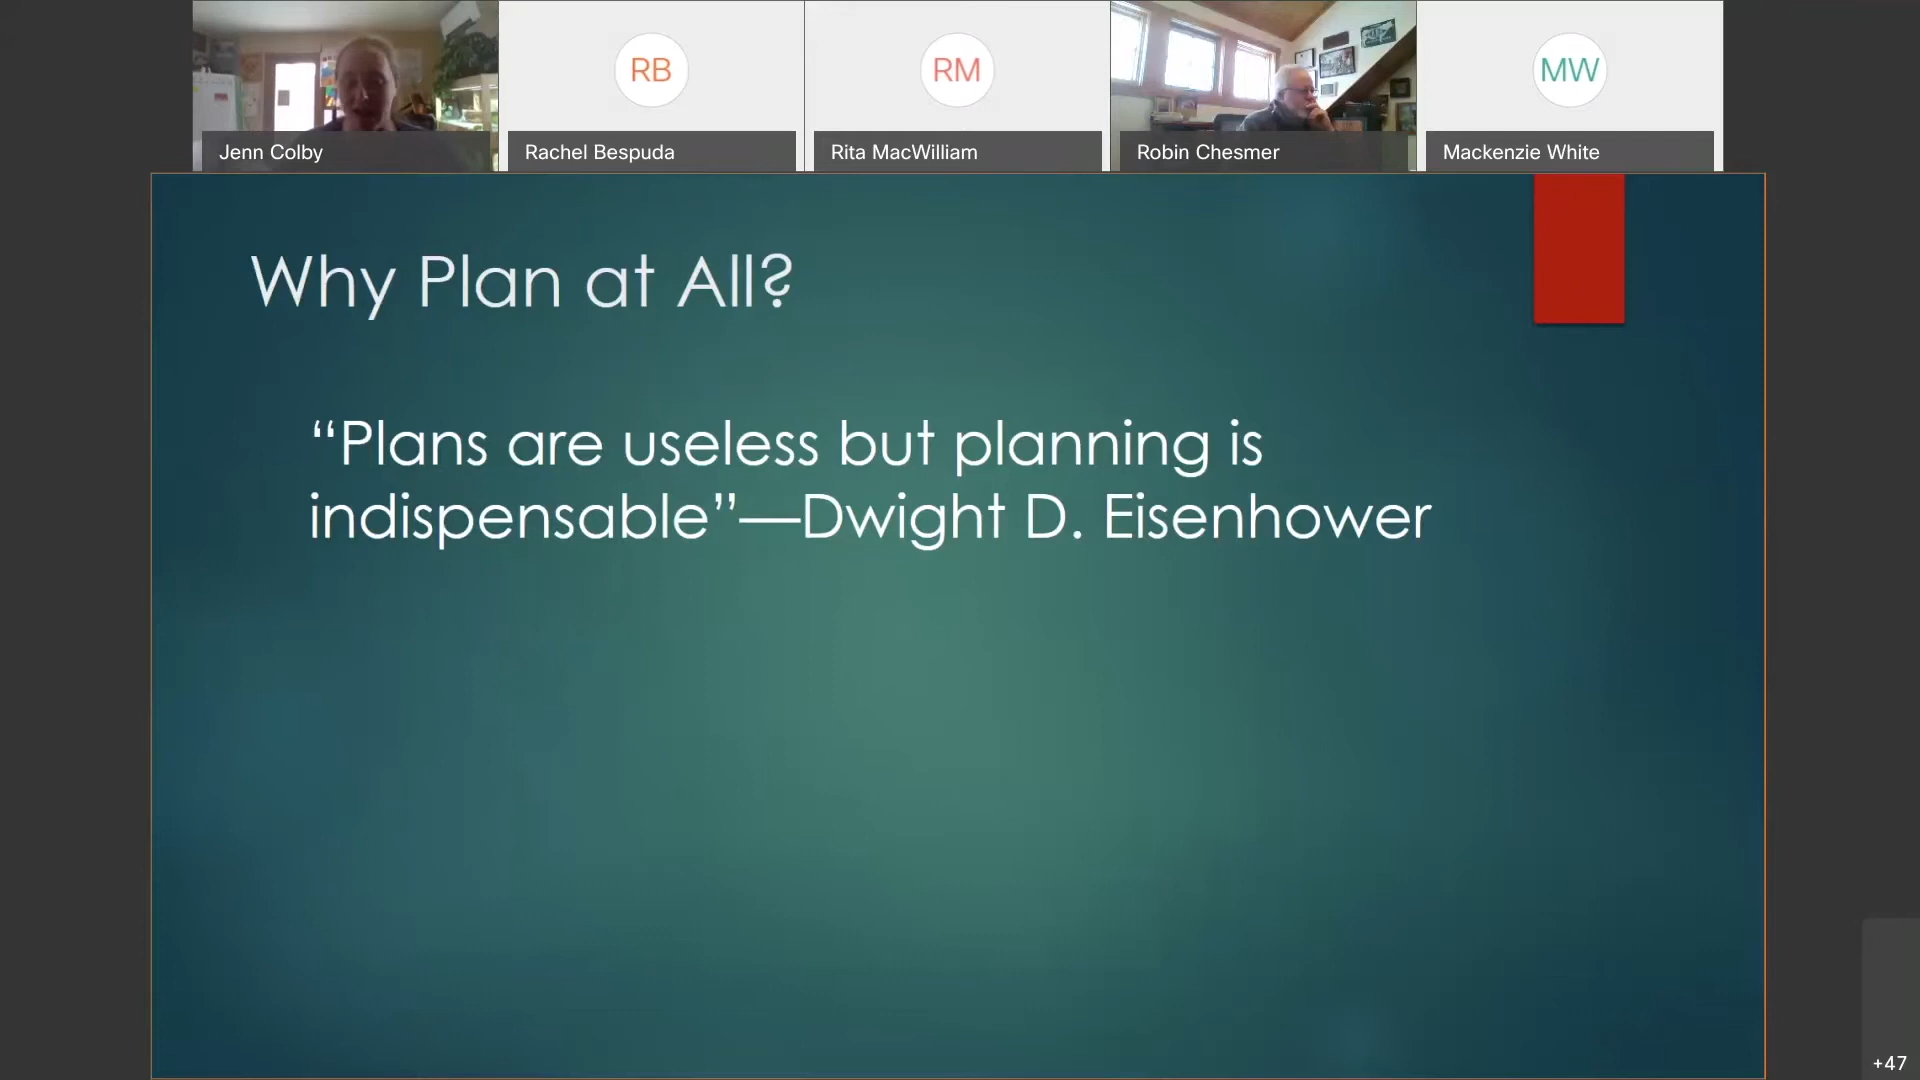 RB
RM
MW
Jenn Colby
Rachel Bespuda
Rita MacWilliam
Robin Chesmer
Mackenzie White
Why Plan at All?
“Plans are useless but planning is
indispensable”—Dwight D. Eisenhower
+47